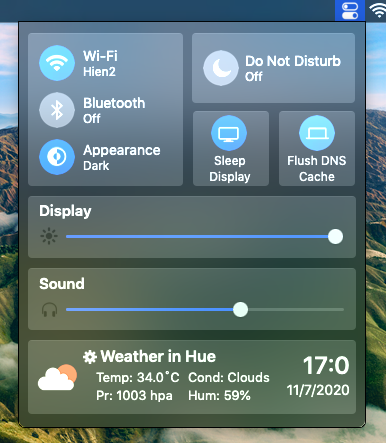 Wi-Fi
Hien2
Bluetooth
Off
Appearance
Dark
Do Not Disturb
Off
Sleep
Display
Flush DNS
Cache
Display
Sound
Weather in Hue
Temp: 34.0˚C Cond: Clouds
Pr: 1003 hpa Hum: 59%
17:0
11/7/2020